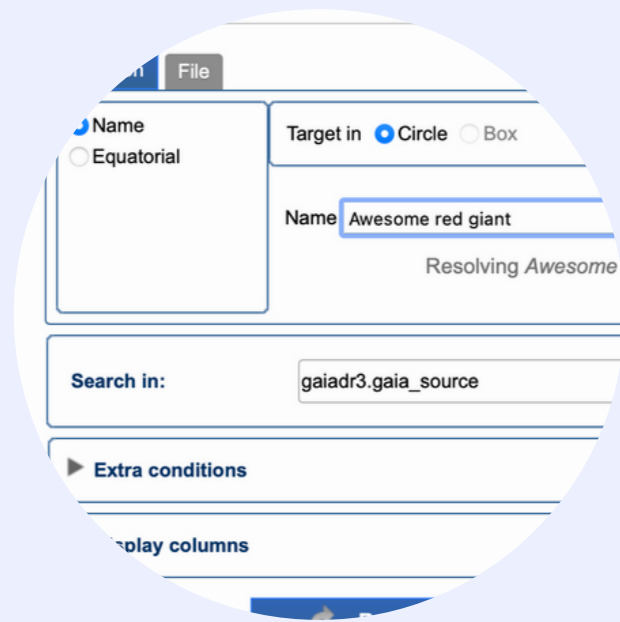 File
Name
Target in Circle Box
Equatorial
Name Awesome red giant
Resolving Awesome
Search in: gaiadr3.gaia_source
Extra conditions
columns